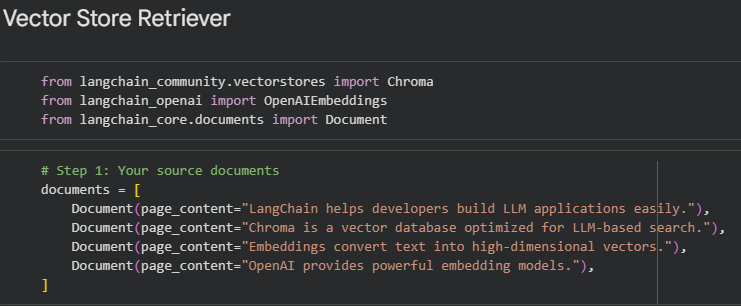 Vector Store Retriever
from langchain_community.vectorstores import Chroma
from langchain_openai import OpenAIEmbeddings
from langchain_core.documents import Document
# Step 1: Your source documents
documents = [
    Document(page_content="LangChain helps developers build LLM applications easily."),
    Document(page_content="Chroma is a vector database optimized for LLM-based search."),
    Document(page_content="Embeddings convert text into high-dimensional vectors."),
    Document(page_content="OpenAI provides powerful embedding models."),
]